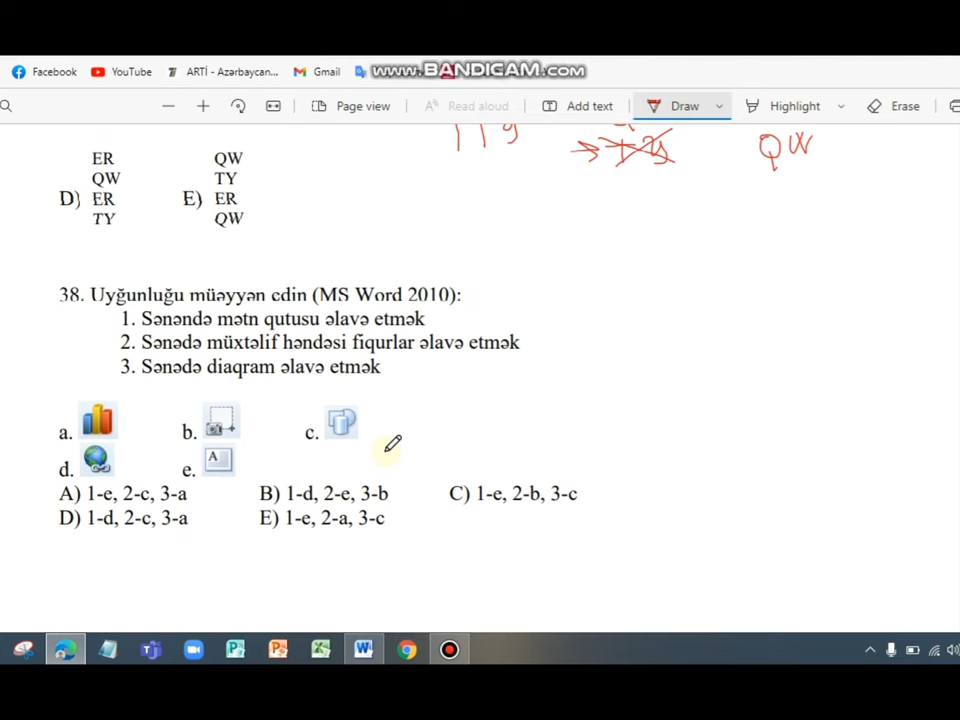 www.BANDICAM.com
Facebook YouTube ARTİ - Azərbaycan... Gmail
Page view Read aloud Add text Draw Highlight Erase
QW
ER QW
QW TY
D) ER E) ER
TY QW
38. Uyğunluğu müəyyən edin (MS Word 2010):
1. Sənəndə mətn qutusu əlavə etmək
2. Sənədə müxtəlif həndəsi fiqurlar əlavə etmək
3. Sənədə diaqram əlavə etmək
a. b. c.
d. e. A
A) 1-e, 2-c, 3-a B) 1-d, 2-e, 3-b C) 1-e, 2-b, 3-c
D) 1-d, 2-c, 3-a E) 1-e, 2-a, 3-c